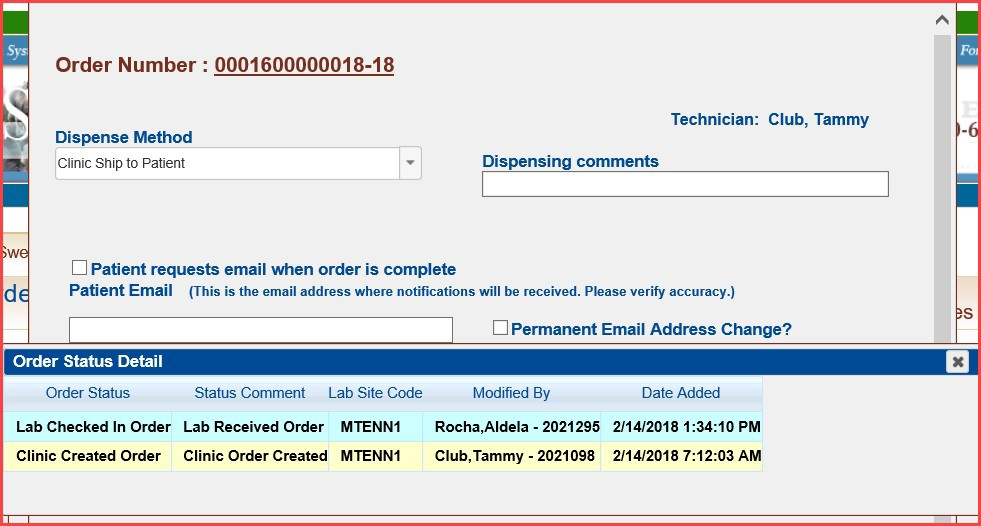 Order Number : 0001600000018-18
Technician: Club, Tammy
Dispense Method
Clinic Ship to Patient
Dispensing comments
Patient requests email when order is complete
Patient Email (This is the email address where notifications will be received. Please verify accuracy.)
Permanent Email Address Change?
Order Status Detail
Order Status Status Comment Lab Site Code Modified By Date Added
Lab Checked In Order Lab Received Order MTENN1 Rocha,Aldela - 2021295 2/14/2018 1:34:10 PM
Clinic Created Order Clinic Order Created MTENN1 Club,Tammy - 2021098 2/14/2018 7:12:03 AM